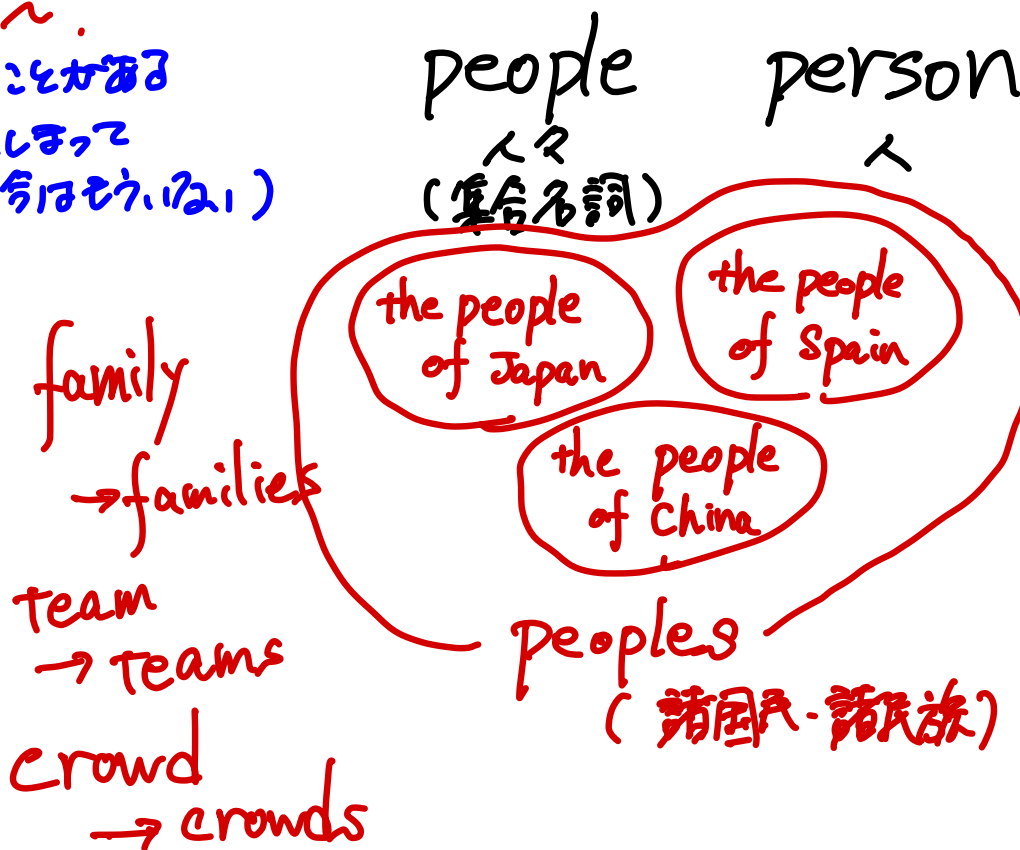 ~.
ことがある
しまって
今はもういない)
people
人々
(集合名詞)
person
人
the people
of Japan
the people
of Spain
the people
of China
peoples
(諸国民・諸民族)
family
→families
team
→teams
crowd
→crowds